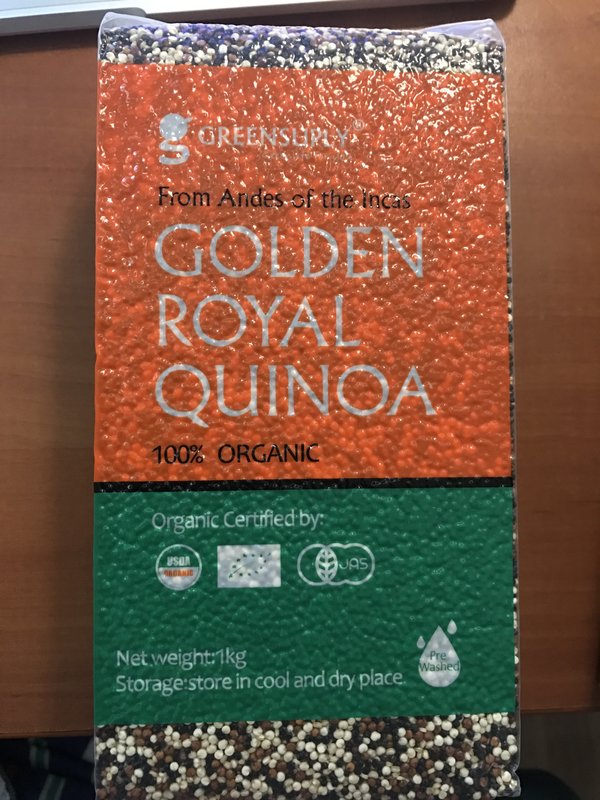 GREENSUPLY®
From Andes of the Incas
GOLDEN
ROYAL
QUINOA
100% ORGANIC
Organic Certified by:
USDA
ORGANIC
JAS
Net weight:1kg
Storage:store in cool and dry place
Pre
Washed